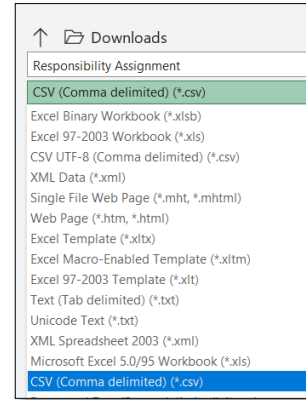 Downloads
Responsibility Assignment
CSV (Comma delimited) (*.csv)
Excel Binary Workbook (*.xlsb)
Excel 97-2003 Workbook (*.xls)
CSV UTF-8 (Comma delimited) (*.csv)
XML Data (*.xml)
Single File Web Page (*.mht, *.mhtml)
Web Page (*.htm, *.html)
Excel Template (*.xltx)
Excel Macro-Enabled Template (*.xltm)
Excel 97-2003 Template (*.xlt)
Text (Tab delimited) (*.txt)
Unicode Text (*.txt)
XML Spreadsheet 2003 (*.xml)
Microsoft Excel 5.0/95 Workbook (*.xls)
CSV (Comma delimited) (*.csv)